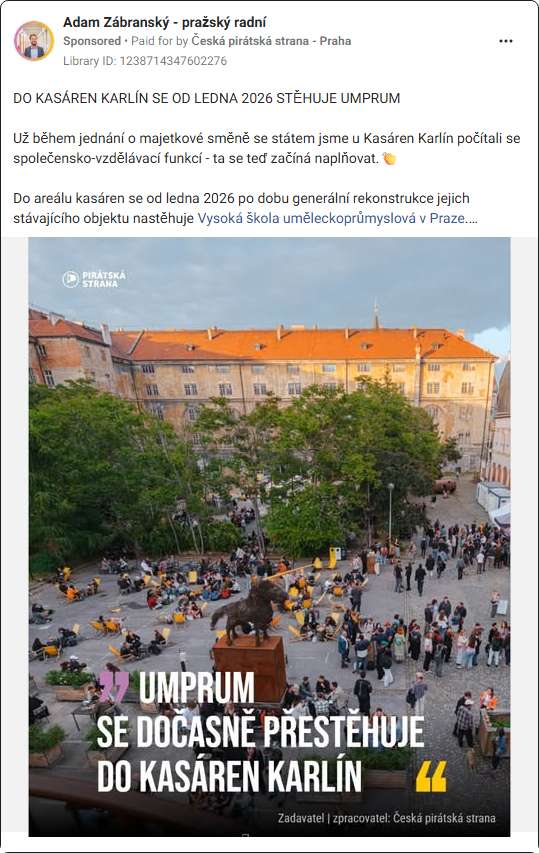 Adam Zábranský - pražský radní
Sponsored • Paid for by Česká pirátská strana - Praha
Library ID: 1238714347602276
DO KASÁREN KARLÍN SE OD LEDNA 2026 STĚHUJE UMPRUM
Už během jednání o majetkové směně se státem jsme u Kasáren Karlín počítali se
společensko-vzdělávací funkcí - ta se teď začíná naplňovat. 👏
Do areálu kasáren se od ledna 2026 po dobu generální rekonstrukce jejich
stávajícího objektu nastěhuje Vysoká škola uměleckoprůmyslová v Praze....
PIRÁTSKÁ
STRANA
UMPRUM
SE DOČASNĚ PŘESTĚHUJE
DO KASÁREN KARLÍN
Zadavatel | zpracovatel: Česká pirátská strana